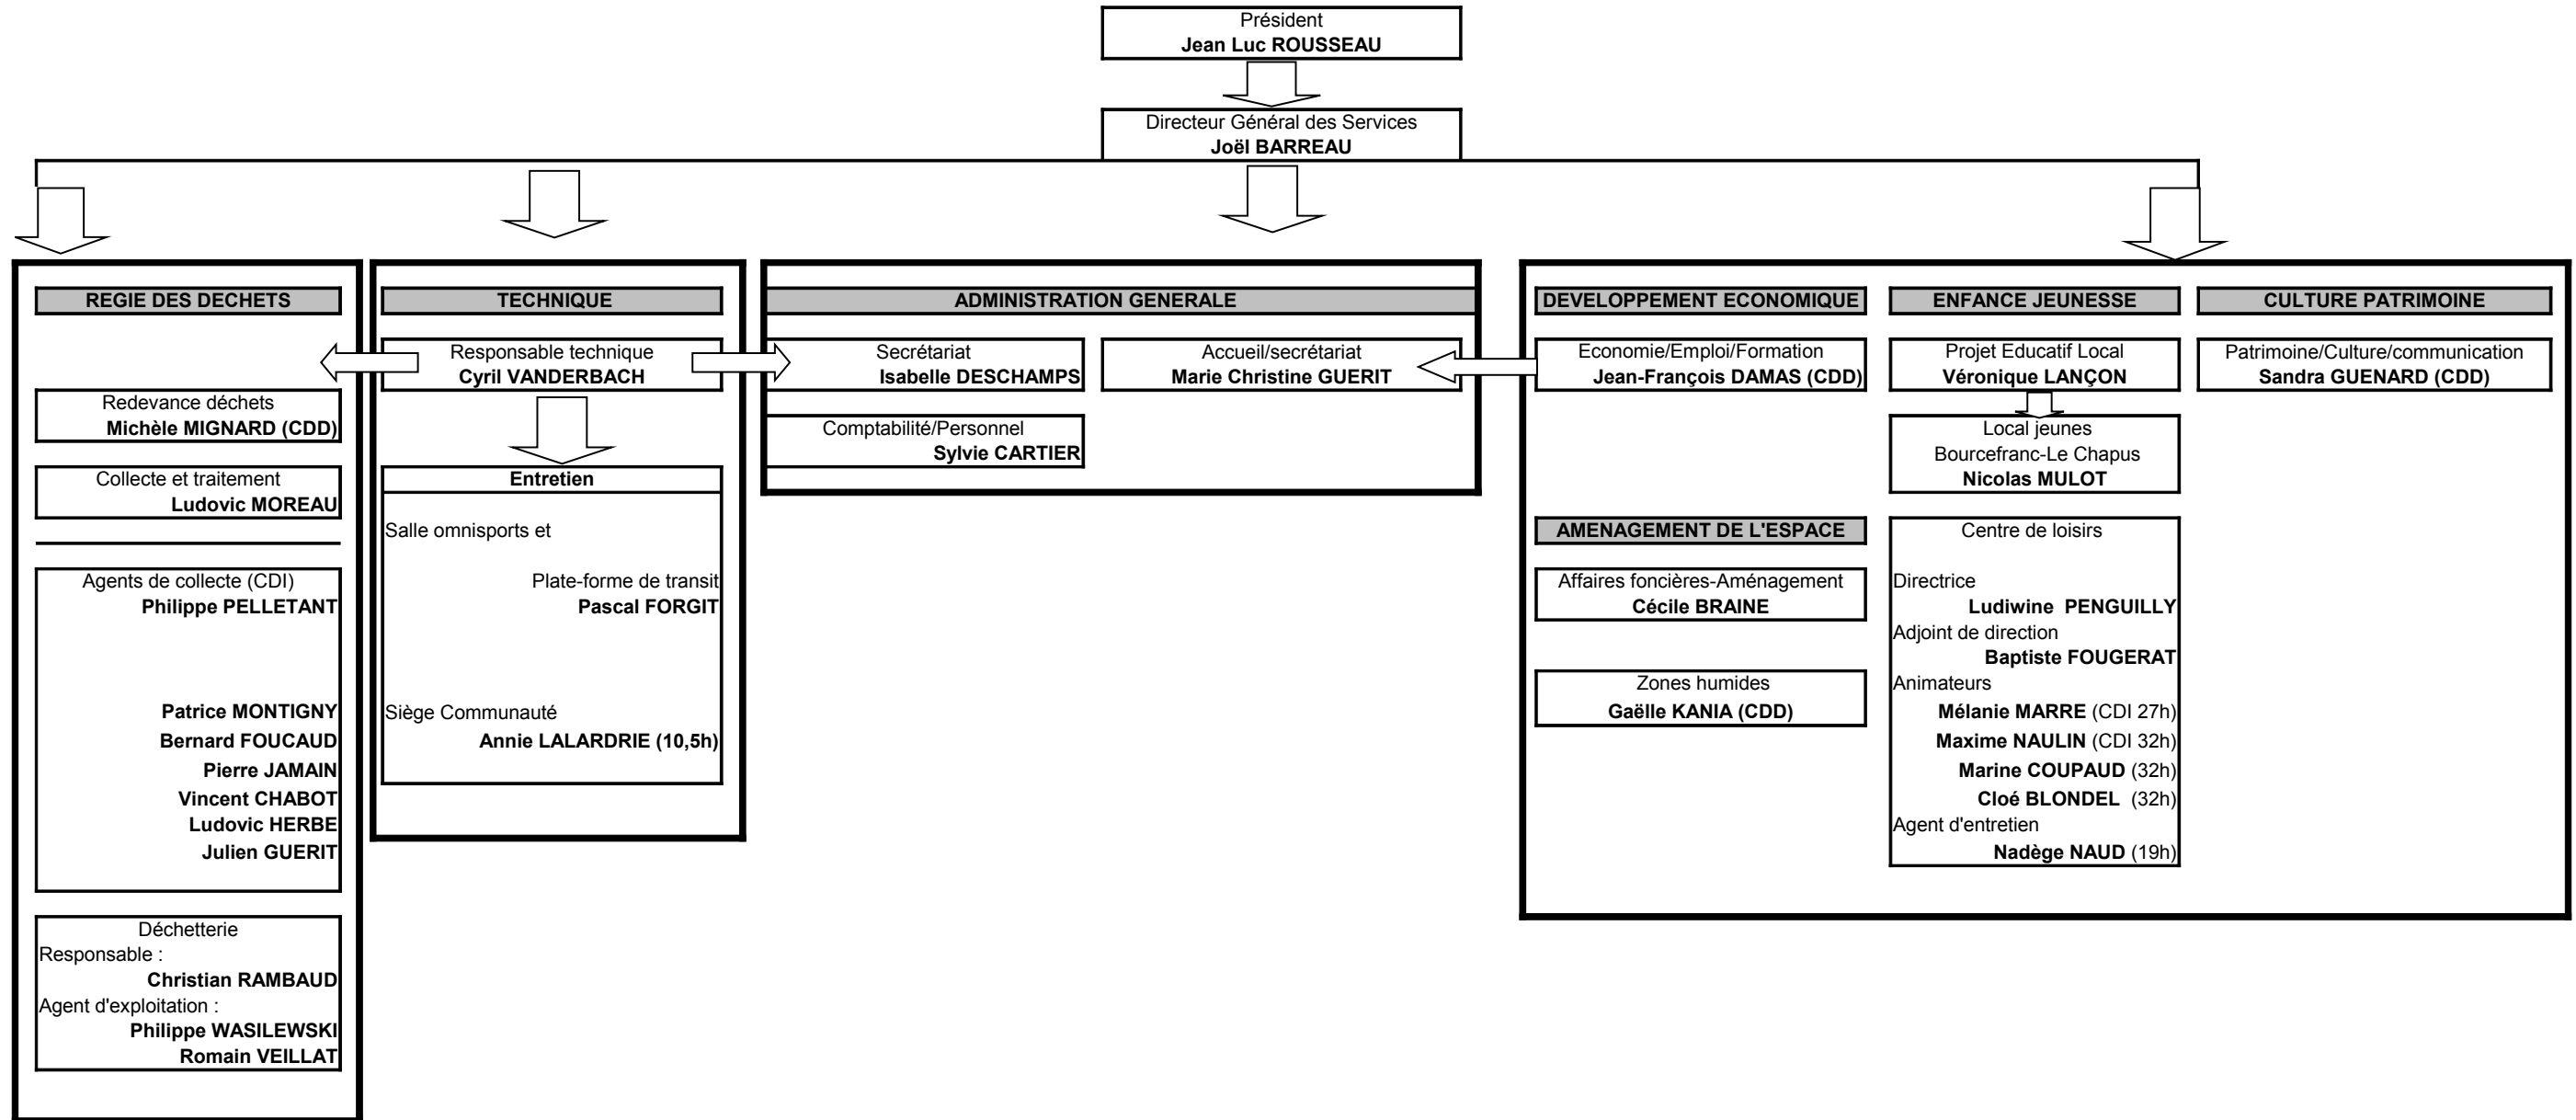 Président
Jean Luc ROUSSEAU
Directeur Général des Services
Joël BARREAU
REGIE DES DECHETS
Redevance déchets
Michèle MIGNARD (CDD)
Collecte et traitement
Ludovic MOREAU
Agents de collecte (CDI)
Philippe PELLETANT
Patrice MONTIGNY
Bernard FOUCAUD
Pierre JAMAIN
Vincent CHABOT
Ludovic HERBE
Julien GUERIT
Déchetterie
Responsable :
Christian RAMBAUD
Agent d'exploitation :
Philippe WASILEWSKI
Romain VEILLAT
TECHNIQUE
Responsable technique
Cyril VANDERBACH
Entretien
Salle omnisports et
Plate-forme de transit
Pascal FORGIT
Siège Communauté
Annie LALARDRIE (10,5h)
ADMINISTRATION GENERALE
Secrétariat
Isabelle DESCHAMPS
Accueil/secrétariat
Marie Christine GUERIT
Comptabilité/Personnel
Sylvie CARTIER
DEVELOPPEMENT ECONOMIQUE
Economie/Emploi/Formation
Jean-François DAMAS (CDD)
AMENAGEMENT DE L'ESPACE
Affaires foncières-Aménagement
Cécile BRAINE
Zones humides
Gaëlle KANIA (CDD)
ENFANCE JEUNESSE
Projet Educatif Local
Véronique LANÇON
Local jeunes
Bourcefranc-Le Chapus
Nicolas MULOT
Centre de loisirs
Directrice
Ludiwine PENGUILLY
Adjoint de direction
Baptiste FOUGERAT
Animateurs
Mélanie MARRE (CDI 27h)
Maxime NAULIN (CDI 32h)
Marine COUPAUD (32h)
Cloé BLONDEL (32h)
Agent d'entretien
Nadège NAUD (19h)
CULTURE PATRIMOINE
Patrimoine/Culture/communication
Sandra GUENARD (CDD)